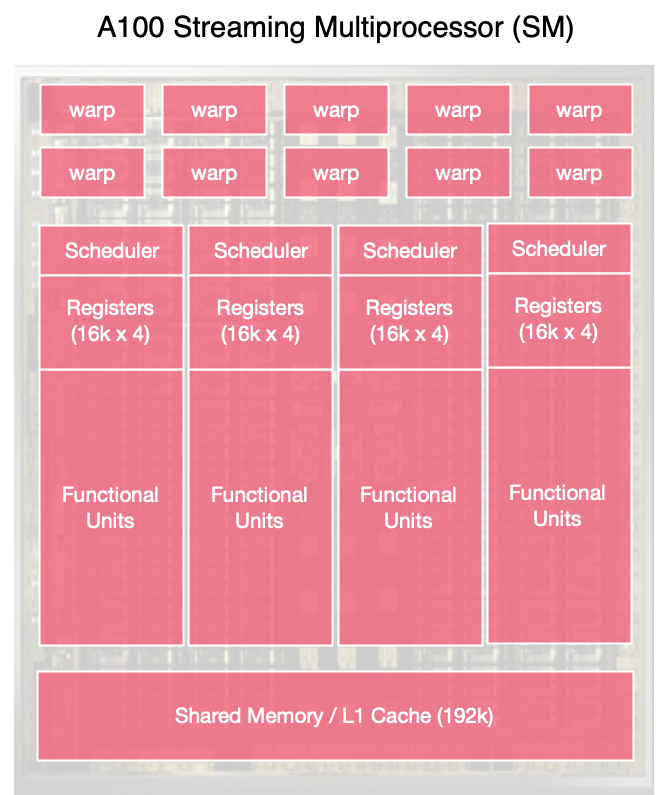 A100 Streaming Multiprocessor (SM)
warp warp warp warp warp
warp warp warp warp warp
Scheduler Scheduler Scheduler Scheduler
Registers Registers Registers Registers
(16k x 4) (16k x 4) (16k x 4) (16k x 4)
Functional Functional Functional Functional
Units Units Units Units
Shared Memory / L1 Cache (192k)